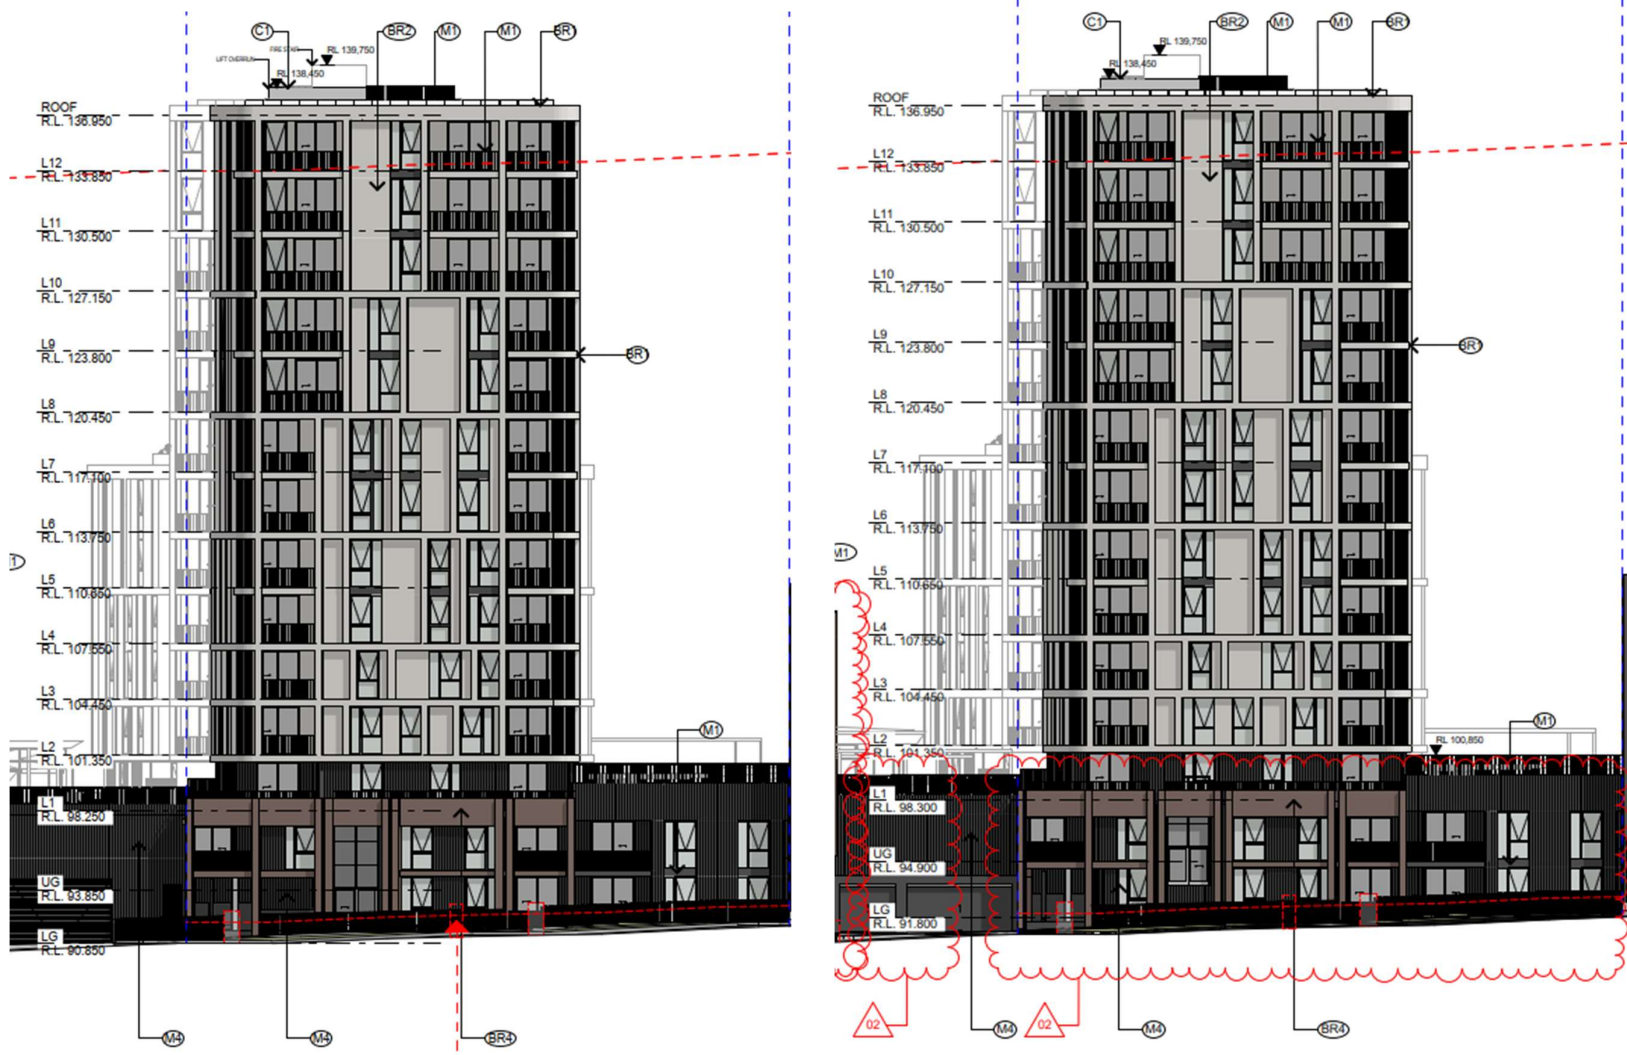 C1
BR2
M1
M1
BR1
FIRE STAIR
RL 139,750
LIFT OVERRUN
RL 138,450
ROOF
R.L. 136.950
L12
R.L. 133.850
L11
R.L. 130.500
L10
R.L. 127.150
L9
R.L. 123.800
BR1
L8
R.L. 120.450
L7
R.L. 117.100
L6
R.L. 113.750
L5
R.L. 110.650
L4
R.L. 107.550
L3
R.L. 104.450
M1
L2
R.L. 101.350
L1
R.L. 98.250
UG
R.L. 93.850
LG
R.L. 90.850
M4
M4
BR4
C1
BR2
M1
M1
BR1
RL 139,750
RL 138,450
ROOF
R.L. 136.950
L12
R.L. 133.850
L11
R.L. 130.500
L10
R.L. 127.150
L9
R.L. 123.800
BR1
L8
R.L. 120.450
L7
R.L. 117.100
L6
R.L. 113.750
M1
L5
R.L. 110.650
L4
R.L. 107.550
L3
R.L. 104.450
M1
L2
R.L. 101.350
RL 100,850
L1
R.L. 98.300
UG
R.L. 94.900
LG
R.L. 91.800
02
M4
02
M4
BR4